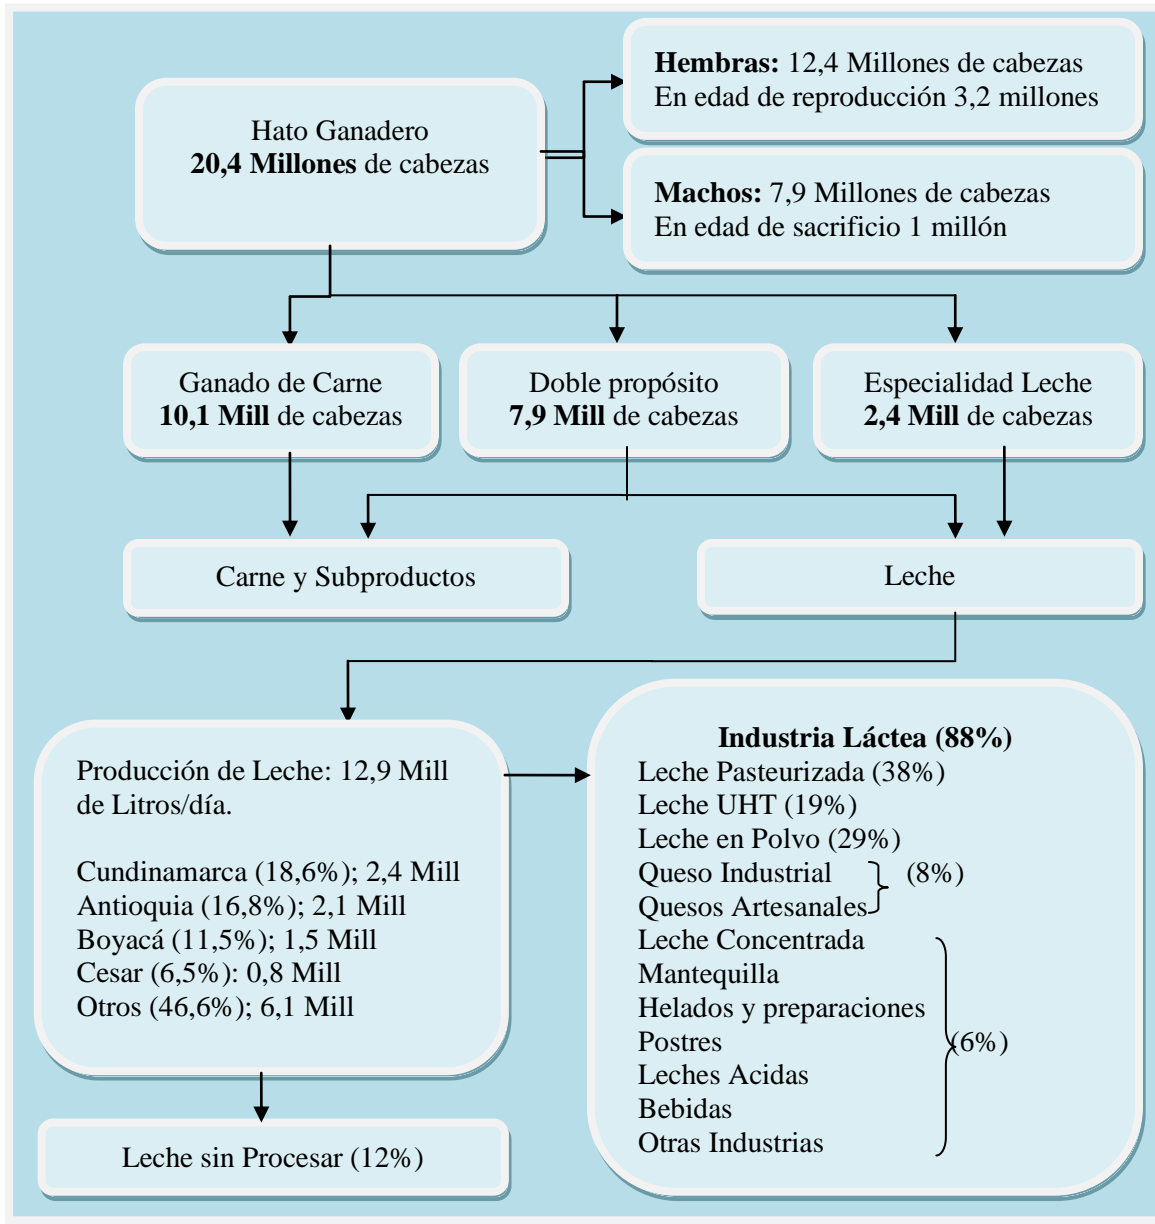 Hato Ganadero
20,4 Millones de cabezas
Hembras: 12,4 Millones de cabezas
En edad de reproducción 3,2 millones
Machos: 7,9 Millones de cabezas
En edad de sacrificio 1 millón
Ganado de Carne
10,1 Mill de cabezas
Doble propósito
7,9 Mill de cabezas
Especialidad Leche
2,4 Mill de cabezas
Carne y Subproductos
Leche
Producción de Leche: 12,9 Mill
de Litros/día.
Cundinamarca (18,6%); 2,4 Mill
Antioquia (16,8%); 2,1 Mill
Boyacá (11,5%); 1,5 Mill
Cesar (6,5%): 0,8 Mill
Otros (46,6%); 6,1 Mill
Leche sin Procesar (12%)
Industria Láctea (88%)
Leche Pasteurizada (38%)
Leche UHT (19%)
Leche en Polvo (29%)
Queso Industrial
(8%)
Quesos Artesanales
Leche Concentrada
Mantequilla
Helados y preparaciones
Postres
(6%)
Leches Acidas
Bebidas
Otras Industrias